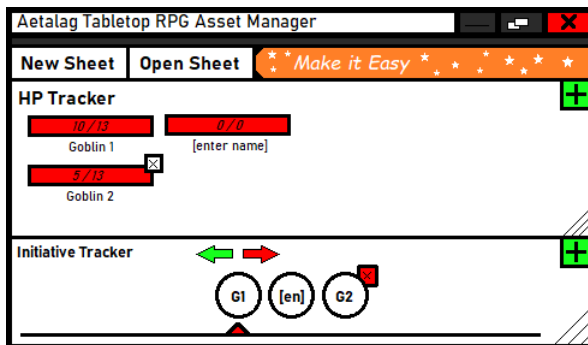 Aetalag Tabletop RPG Asset Manager
New Sheet Open Sheet Make it Easy
HP Tracker
10/13 0/0
Goblin 1 [enter name]
5/13
Goblin 2
Initiative Tracker
G1 [en] G2